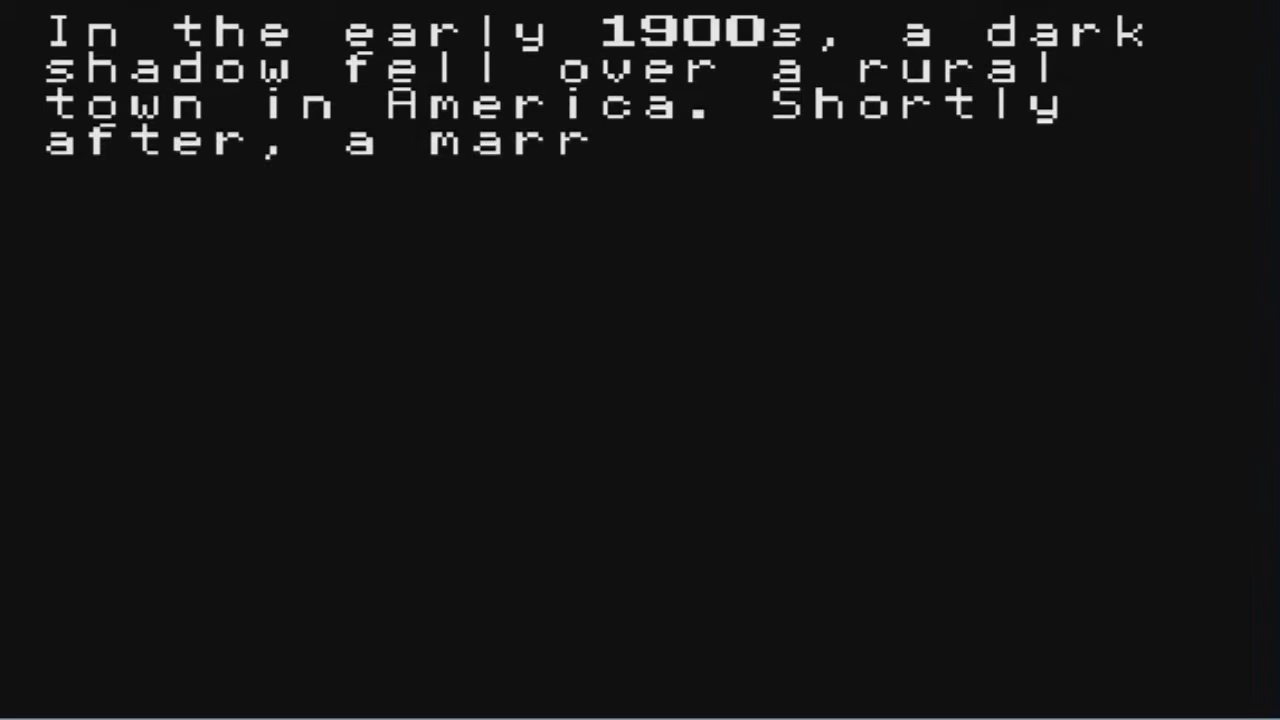 In the early 1900s, a dark
shadow fell over a rural
town in America. Shortly
after, a marr